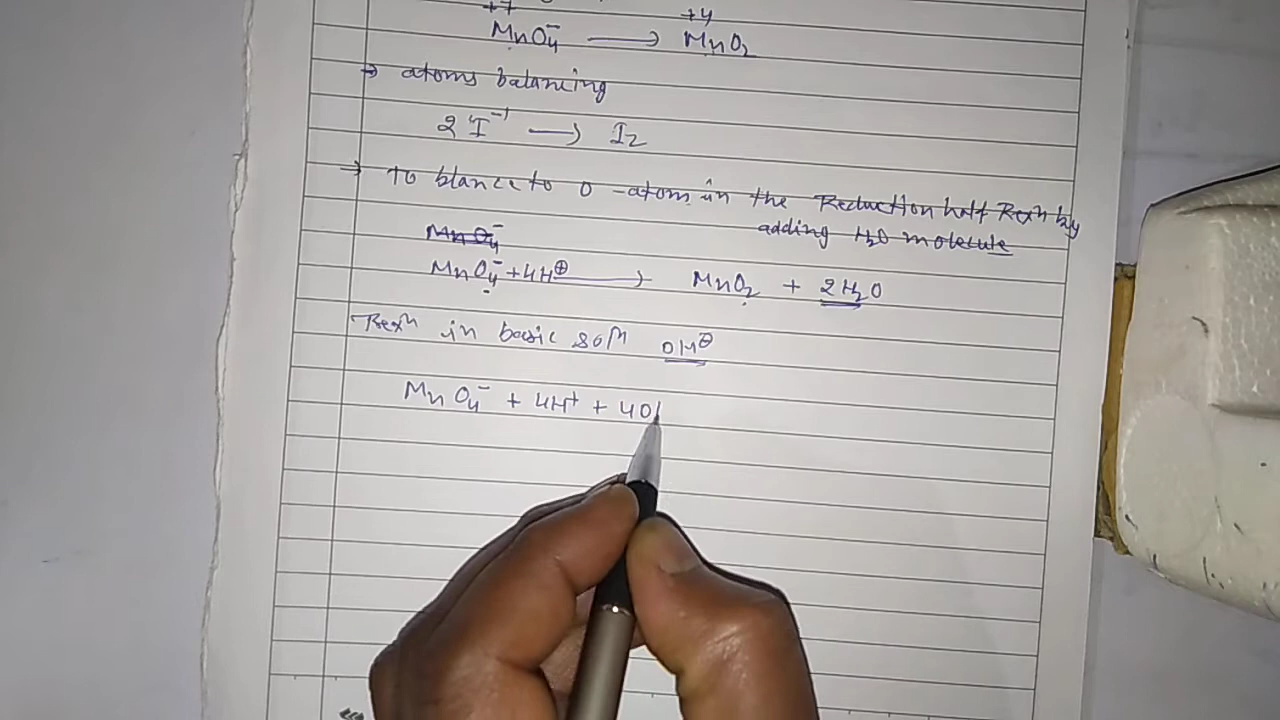 +7 +4
MnO₄⁻ ⟶ MnO₂
→ atoms balancing
2I⁻¹ ⟶ I₂
→ To blance to O -atom in the Reduction half Rexn by
adding H₂O molecule
MnO₄⁻
MnO₄⁻ + 4H⊕ ⟶ MnO₂ + 2H₂O
Rexn in basic soln OH⊖
MnO₄⁻ + 4H⁺ + 4O